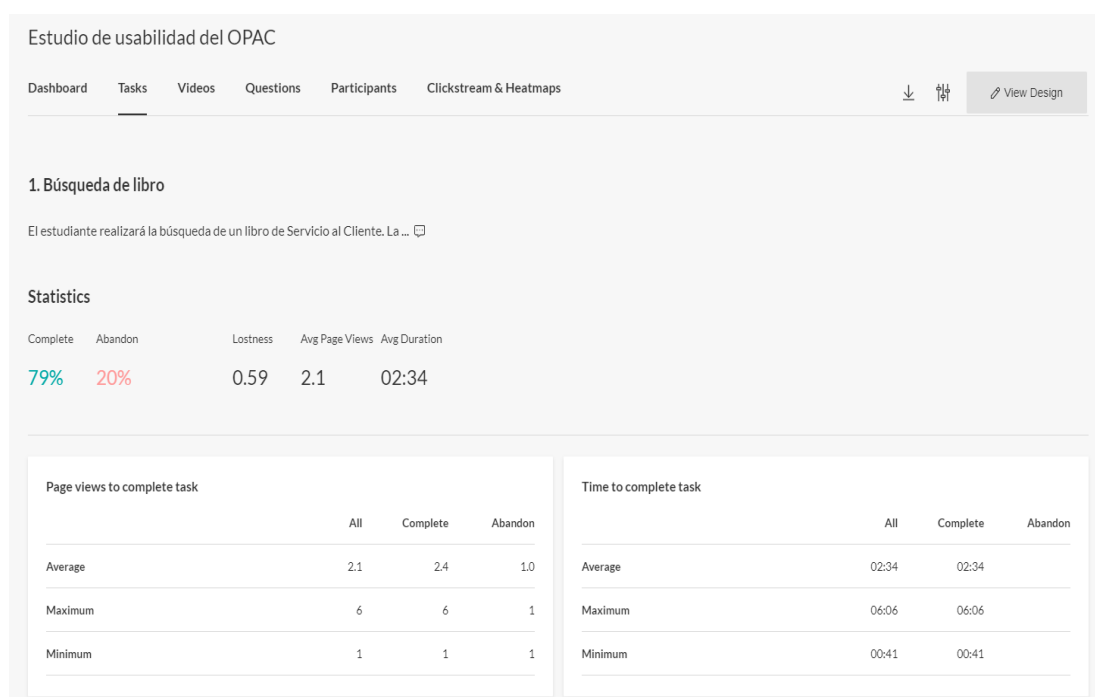 Estudio de usabilidad del OPAC
Dashboard Tasks Videos Questions Participants Clickstream & Heatmaps View Design
1. Búsqueda de libro
El estudiante realizará la búsqueda de un libro de Servicio al Cliente. La ...
Statistics
Complete Abandon Lostness Avg Page Views Avg Duration
79% 20% 0.59 2.1 02:34
Page views to complete task
All Complete Abandon
Average 2.1 2.4 1.0
Maximum 6 6 1
Minimum 1 1 1
Time to complete task
All Complete Abandon
Average 02:34 02:34
Maximum 06:06 06:06
Minimum 00:41 00:41